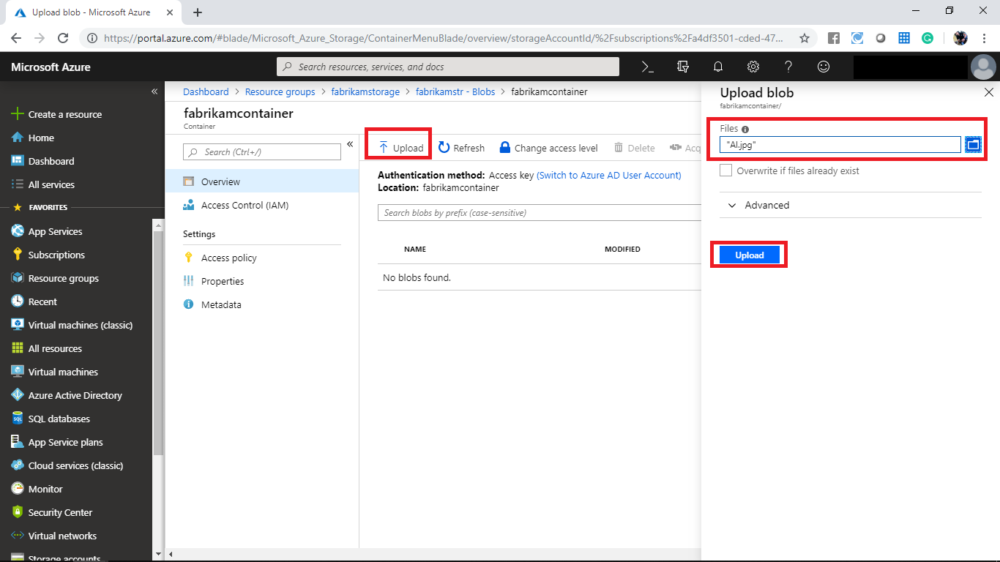 Upload blob - Microsoft Azure
https://portal.azure.com/#blade/Microsoft_Azure_Storage/ContainerMenuBlade/overview/storageAccountId/%2Fsubscriptions%2Fa4df3501-cded-47...
Microsoft Azure
Search resources, services, and docs
Create a resource
Home
Dashboard
All services
FAVORITES
App Services
Subscriptions
Resource groups
Recent
Virtual machines (classic)
All resources
Virtual machines
Azure Active Directory
SQL databases
App Service plans
Cloud services (classic)
Monitor
Security Center
Virtual networks
Storage accounts
Dashboard > Resource groups > fabrikamstorage > fabrikamstr - Blobs > fabrikamcontainer
fabrikamcontainer
Container
Search (Ctrl+/)
Overview
Access Control (IAM)
Settings
Access policy
Properties
Metadata
Upload Refresh Change access level Delete Acq
Authentication method: Access key (Switch to Azure AD User Account)
Location: fabrikamcontainer
Search blobs by prefix (case-sensitive)
NAME MODIFIED
No blobs found.
Upload blob
fabrikamcontainer/
Files
"AI.jpg"
Overwrite if files already exist
Advanced
Upload